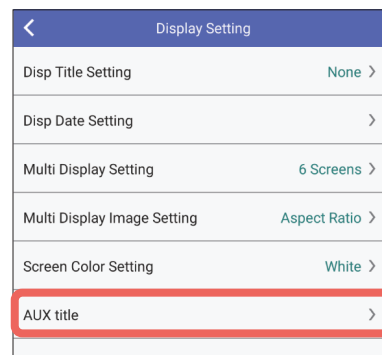 Display Setting
Disp Title Setting None
Disp Date Setting
Multi Display Setting 6 Screens
Multi Display Image Setting Aspect Ratio
Screen Color Setting White
AUX title